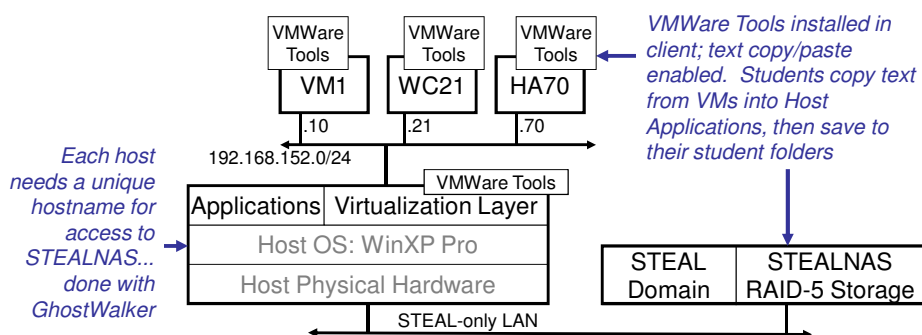 VMWare
Tools
VM1
VMWare
Tools
WC21
VMWare
Tools
HA70
VMWare Tools installed in
client; text copy/paste
enabled. Students copy text
from VMs into Host
Applications, then save to
their student folders
.10
.21
.70
192.168.152.0/24
Each host
needs a unique
hostname for
access to
STEALNAS...
done with
GhostWalker
VMWare Tools
Applications
Virtualization Layer
Host OS: WinXP Pro
Host Physical Hardware
STEAL
Domain
STEALNAS
RAID-5 Storage
STEAL-only LAN